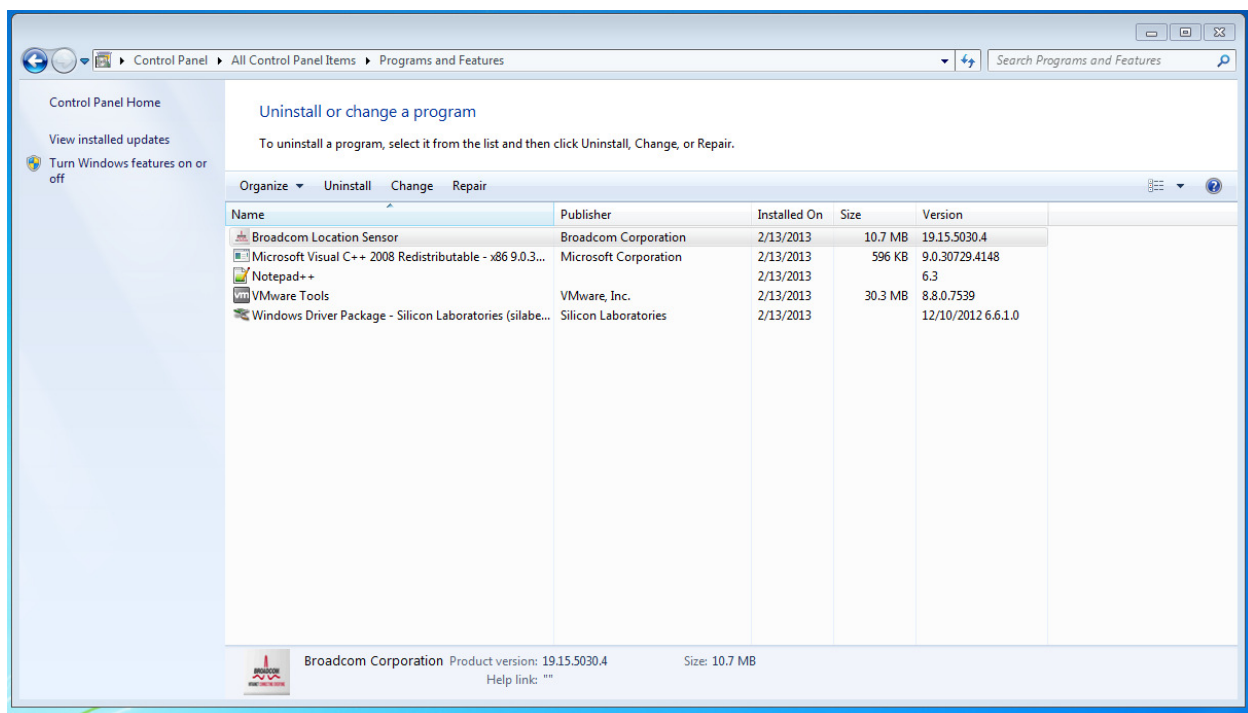 Control Panel All Control Panel Items Programs and Features Search Programs and Features
Control Panel Home
View installed updates
Turn Windows features on or
off
Uninstall or change a program
To uninstall a program, select it from the list and then click Uninstall, Change, or Repair.
Organize Uninstall Change Repair
Name Publisher Installed On Size Version
Broadcom Location Sensor Broadcom Corporation 2/13/2013 10.7 MB 19.15.5030.4
Microsoft Visual C++ 2008 Redistributable - x86 9.0.3... Microsoft Corporation 2/13/2013 596 KB 9.0.30729.4148
Notepad++ 2/13/2013 6.3
vm VMware Tools VMware, Inc. 2/13/2013 30.3 MB 8.8.0.7539
Windows Driver Package - Silicon Laboratories (silabe... Silicon Laboratories 2/13/2013 12/10/2012 6.6.1.0
BROADCOM
Broadcom Corporation Product version: 19.15.5030.4 Size: 10.7 MB
Help link: ""